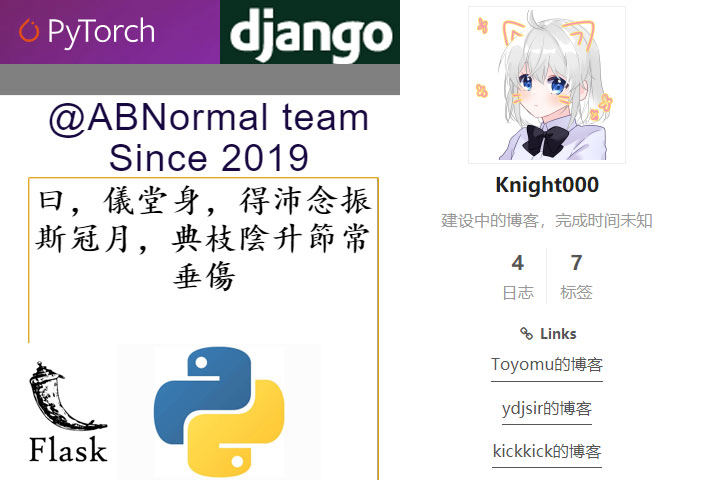 PyTorch
django
@ABNormal team
Since 2019
曰，儀堂身，得沛念振
斯冠月，典枝陰升節常
垂傷
Flask
Knight000
建设中的博客，完成时间未知
4
7
日志
标签
Links
Toyomu的博客
ydjsir的博客
kickkick的博客